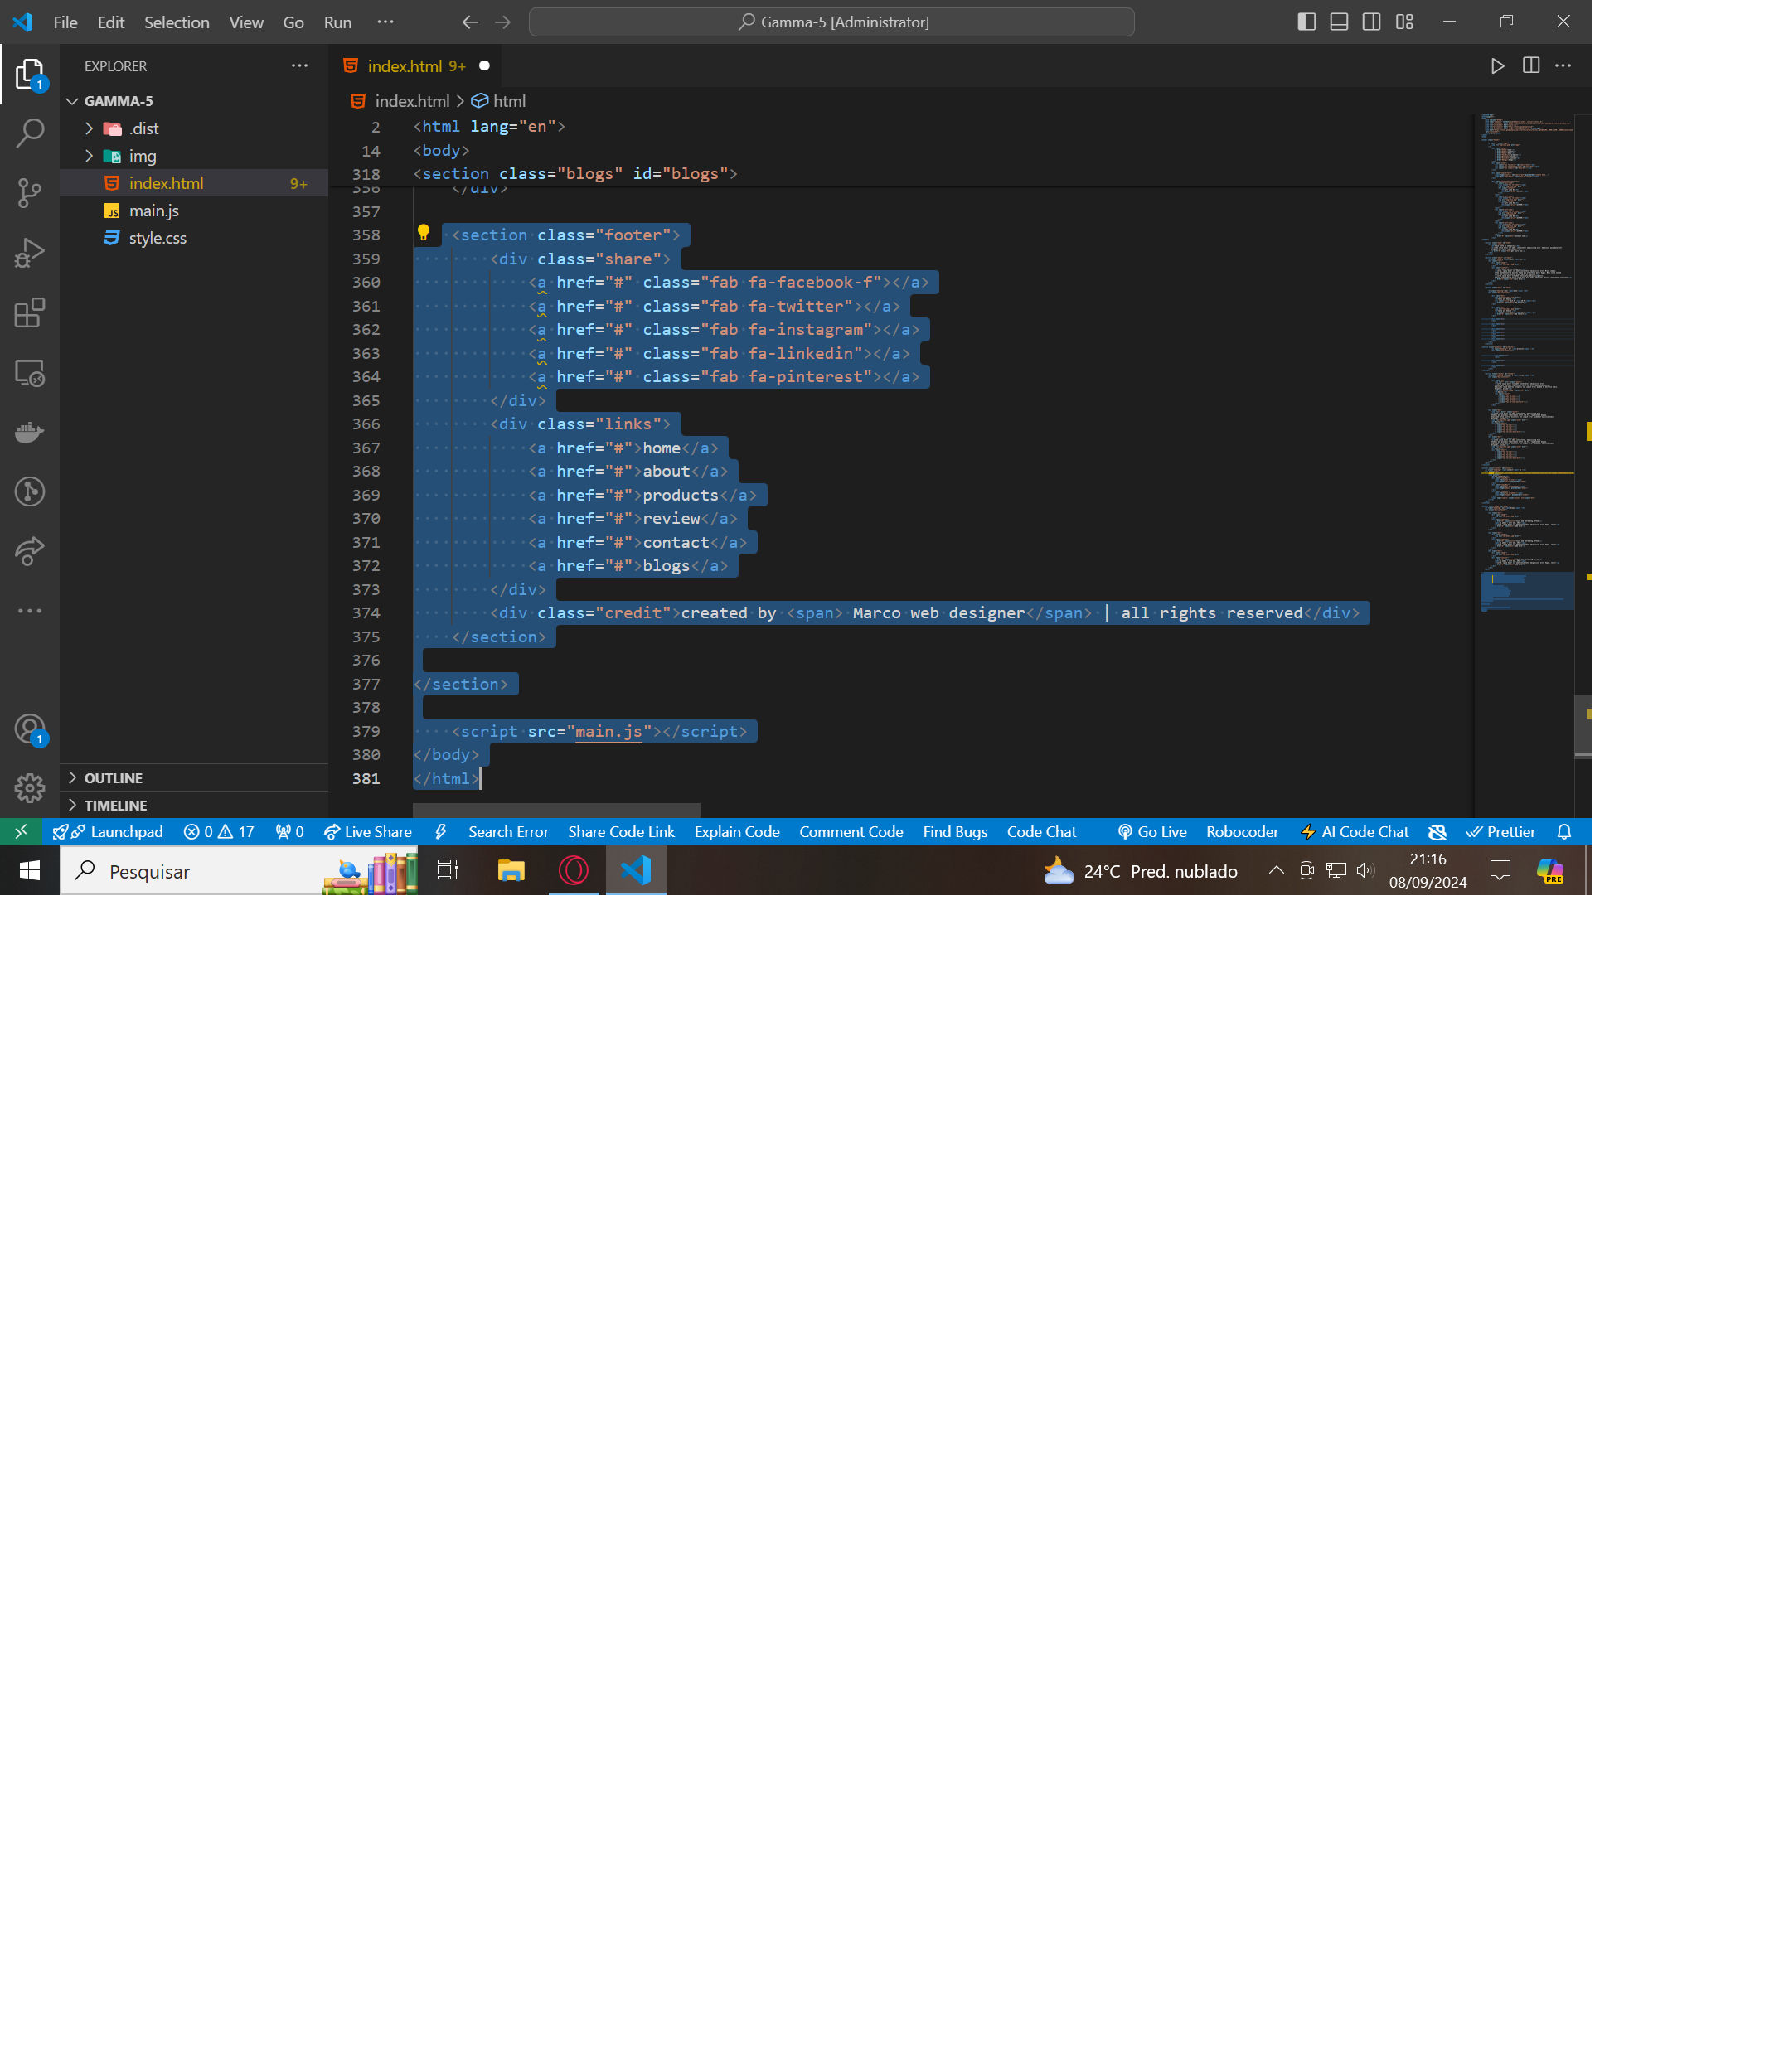 File Edit Selection View Go Run ··· Gamma-5 [Administrator]
EXPLORER ···
1
GAMMA-5
.dist
img
index.html 9+
main.js
style.css
OUTLINE
TIMELINE
1
index.html 9+
index.html > html
2 <html lang="en">
14 <body>
318 <section class="blogs" id="blogs">
356 </div>
357
358 <section class="footer">
359 <div class="share">
360 <a href="#" class="fab fa-facebook-f"></a>
361 <a href="#" class="fab fa-twitter"></a>
362 <a href="#" class="fab fa-instagram"></a>
363 <a href="#" class="fab fa-linkedin"></a>
364 <a href="#" class="fab fa-pinterest"></a>
365 </div>
366 <div class="links">
367 <a href="#">home</a>
368 <a href="#">about</a>
369 <a href="#">products</a>
370 <a href="#">review</a>
371 <a href="#">contact</a>
372 <a href="#">blogs</a>
373 </div>
374 <div class="credit">created by <span> Marco web designer</span> | all rights reserved</div>
375 </section>
376
377 </section>
378
379 <script src="main.js"></script>
380 </body>
381 </html>
Launchpad 0 17 0 Live Share Search Error Share Code Link Explain Code Comment Code Find Bugs Code Chat Go Live Robocoder AI Code Chat Prettier
Pesquisar 24°C Pred. nublado 21:16
08/09/2024
PRE